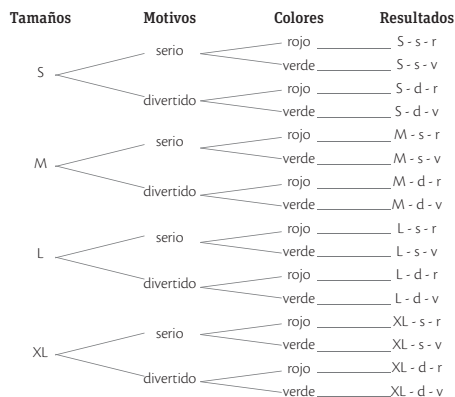 Tamaños Motivos Colores Resultados
rojo S - s - r
serio
verde S - s - v
S
rojo S - d - r
divertido
verde S - d - v
rojo M - s - r
serio
verde M - s - v
M
rojo M - d - r
divertido
verde M - d - v
rojo L - s - r
serio
verde L - s - v
L
rojo L - d - r
divertido
verde L - d - v
rojo XL - s - r
serio
verde XL - s - v
XL
rojo XL - d - r
divertido
verde XL - d - v